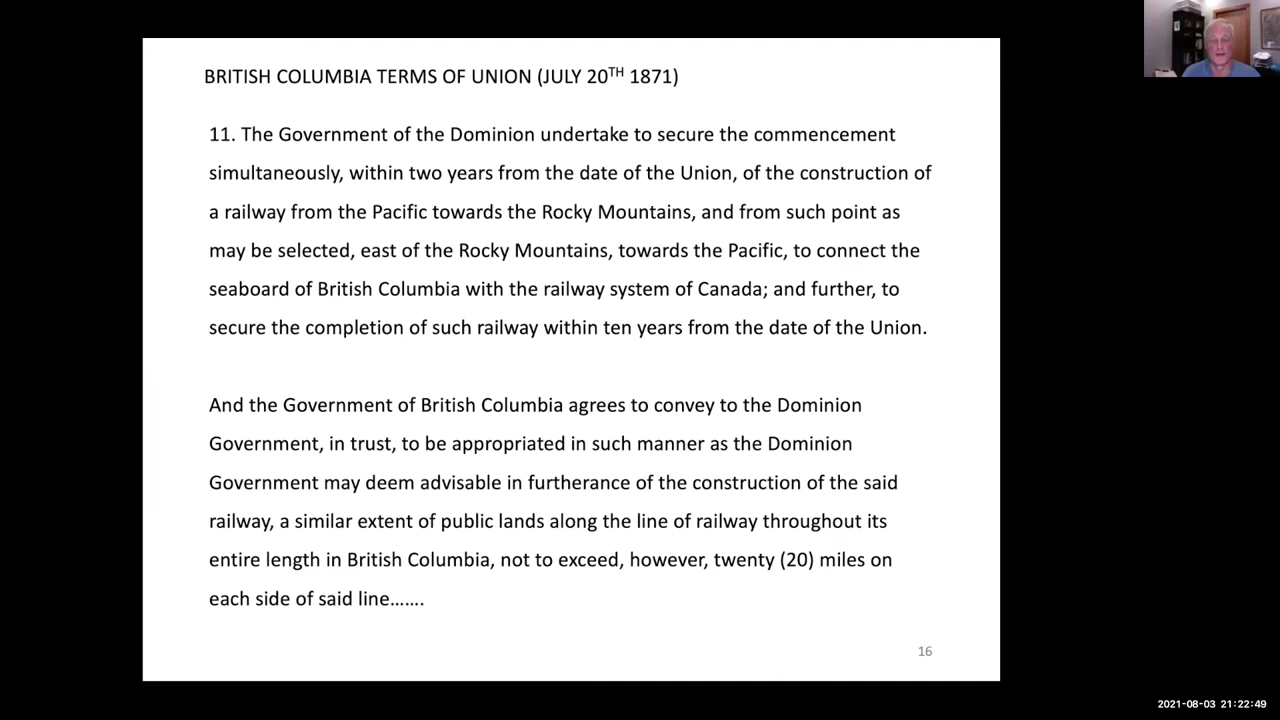 BRITISH COLUMBIA TERMS OF UNION (JULY 20TH 1871)
11. The Government of the Dominion undertake to secure the commencement
simultaneously, within two years from the date of the Union, of the construction of
a railway from the Pacific towards the Rocky Mountains, and from such point as
may be selected, east of the Rocky Mountains, towards the Pacific, to connect the
seaboard of British Columbia with the railway system of Canada; and further, to
secure the completion of such railway within ten years from the date of the Union.
And the Government of British Columbia agrees to convey to the Dominion
Government, in trust, to be appropriated in such manner as the Dominion
Government may deem advisable in furtherance of the construction of the said
railway, a similar extent of public lands along the line of railway throughout its
entire length in British Columbia, not to exceed, however, twenty (20) miles on
each side of said line…….
16
2021-08-03 21:22:49